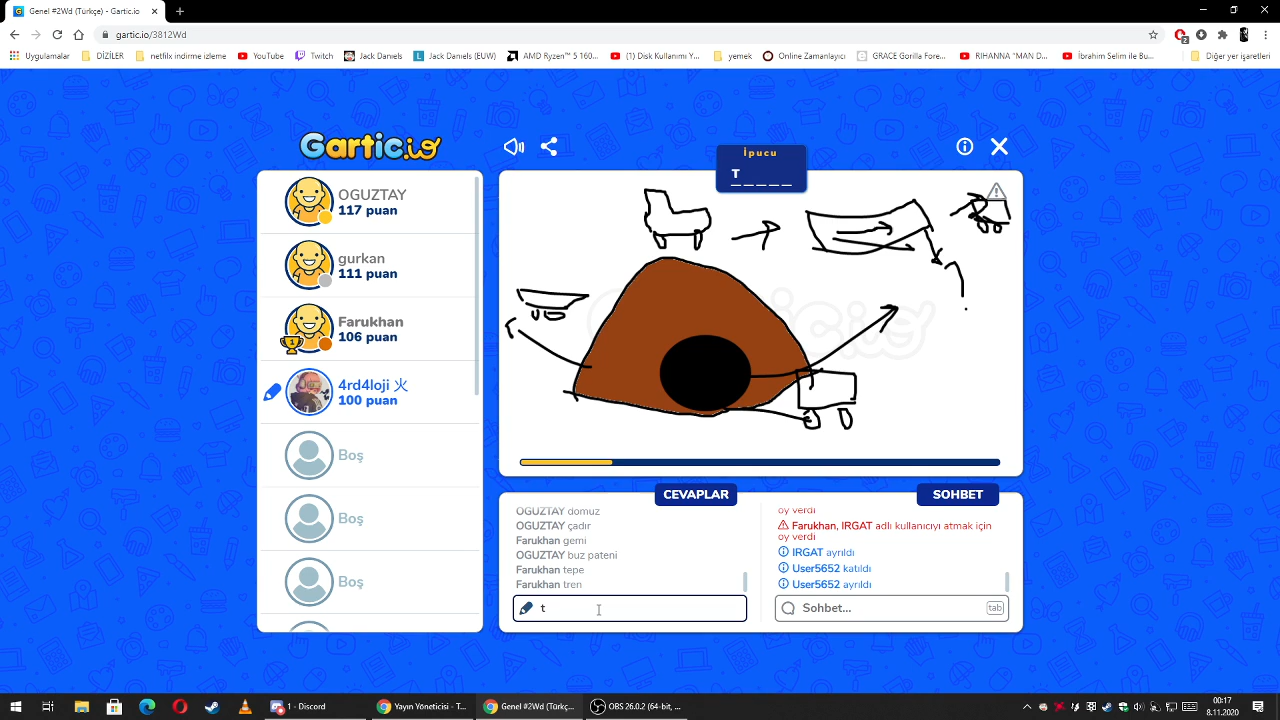 Genel #2Wd (Türkçe) - Gartic.io
gartic.io/3812Wd
2
Uygulamalar DİZİLER netfilx indirme izleme YouTube Twitch Jack Daniels Jack Daniels (EUW) AMD Ryzen™ 5 160... (1) Disk Kullanımı Y... yemek Online Zamanlayıcı GRACE Gorilla Fore... RIHANNA "MAN D... İbrahim Selim ile Bu... Diğer yer işaretleri
Gartic.io
İpucu
T _ _ _ _
OGUZTAY
117 puan
gurkan
111 puan
1
Farukhan
106 puan
4rd4loji 火
100 puan
Boş
Boş
Boş
CEVAPLAR
OGUZTAY domuz
OGUZTAY çadır
Farukhan gemi
OGUZTAY buz pateni
Farukhan tepe
Farukhan tren
t
SOHBET
oy verdi
Farukhan, IRGAT adlı kullanıcıyı atmak için
oy verdi
IRGAT ayrıldı
User5652 katıldı
User5652 ayrıldı
Sohbet... tab
1 - Discord Yayın Yöneticisi - T... Genel #2Wd (Türkç... OBS 26.0.2 (64-bit, ...
00:17
8.11.2020